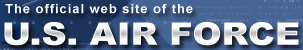 The official web site of the
U.S. AIR FORCE